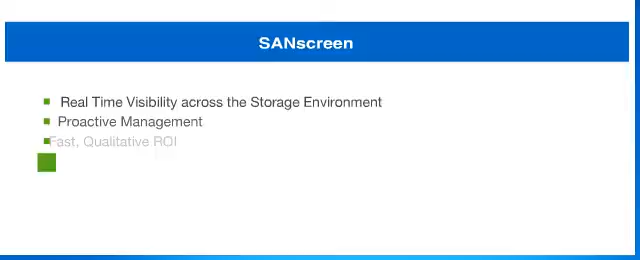 SANscreen
Real Time Visibility across the Storage Environment
Proactive Management
Fast, Qualitative ROI